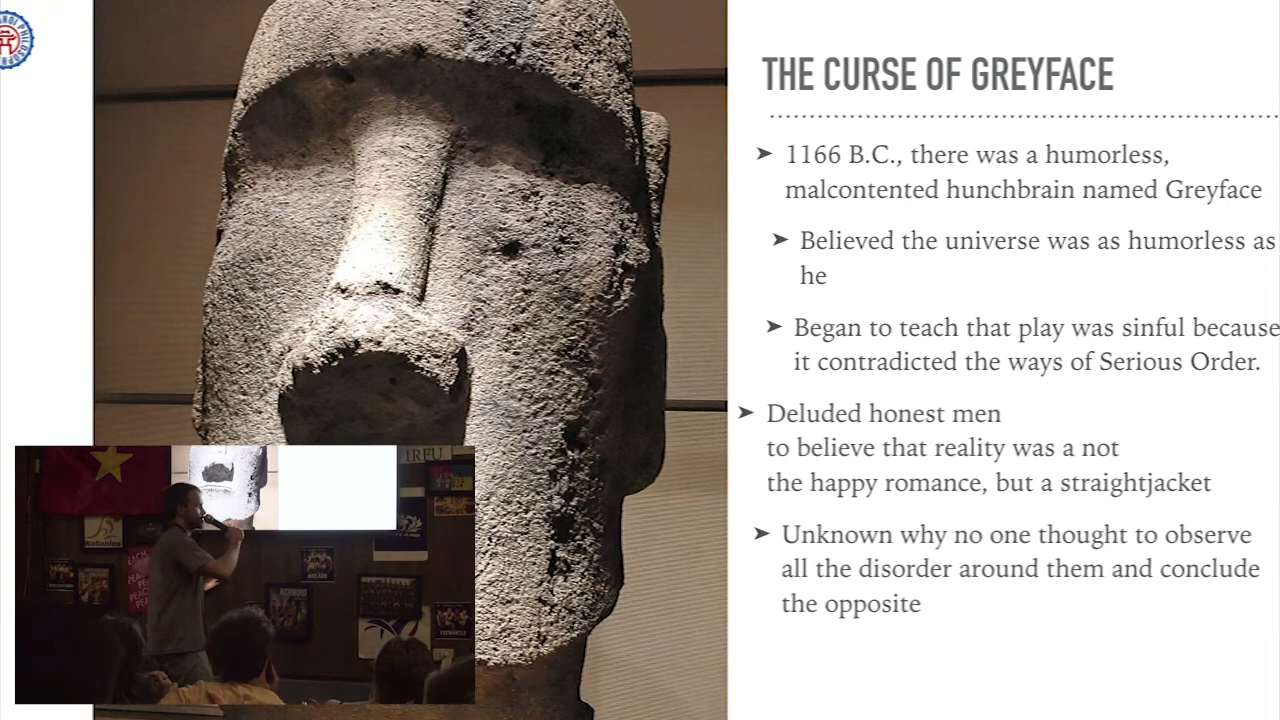 THE CURSE OF GREYFACE
➤ 1166 B.C., there was a humorless,
malcontented hunchbrain named Greyface
➤ Believed the universe was as humorless as
he
➤ Began to teach that play was sinful because
it contradicted the ways of Serious Order.
➤ Deluded honest men
to believe that reality was a not
the happy romance, but a straightjacket
➤ Unknown why no one thought to observe
all the disorder around them and conclude
the opposite
IRFU
Wallabies
RICHMOND